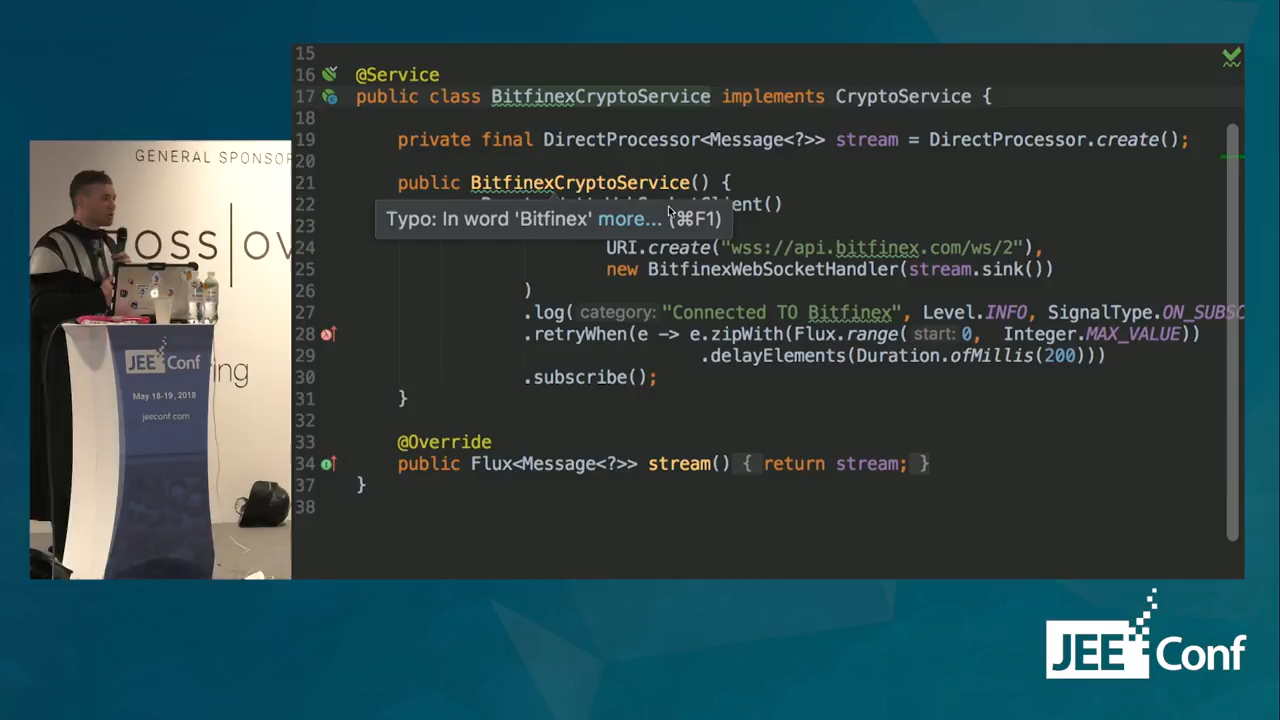 GENERAL SPONSO
oss|ov
ring
JEE Conf
May 18-19, 2018
jeeconf.com
15
16 @Service
17 public class BitfinexCryptoService implements CryptoService {
18
19 private final DirectProcessor<Message<?>> stream = DirectProcessor.create();
20
21 public BitfinexCryptoService() {
22 Client()
Typo: In word 'Bitfinex' more... (⌘F1)
23
24 URI.create("wss://api.bitfinex.com/ws/2"),
25 new BitfinexWebSocketHandler(stream.sink())
26 )
27 .log( category: "Connected TO Bitfinex", Level.INFO, SignalType.ON_SUBSC
28 .retryWhen(e -> e.zipWith(Flux.range( start: 0, Integer.MAX_VALUE))
29 .delayElements(Duration.ofMillis(200)))
30 .subscribe();
31 }
32
33 @Override
34 public Flux<Message<?>> stream() { return stream; }
37 }
38
JEE Conf